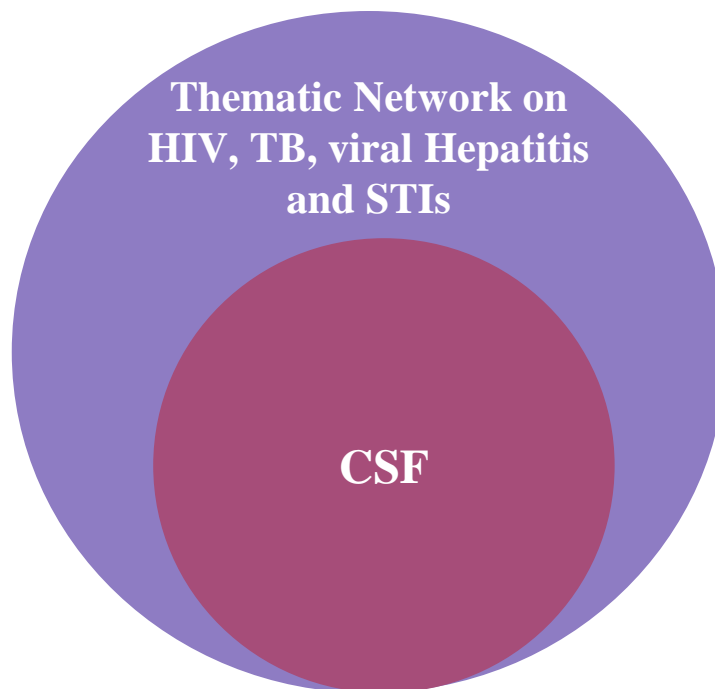 Thematic Network on
HIV, TB, viral Hepatitis
and STIs
CSF